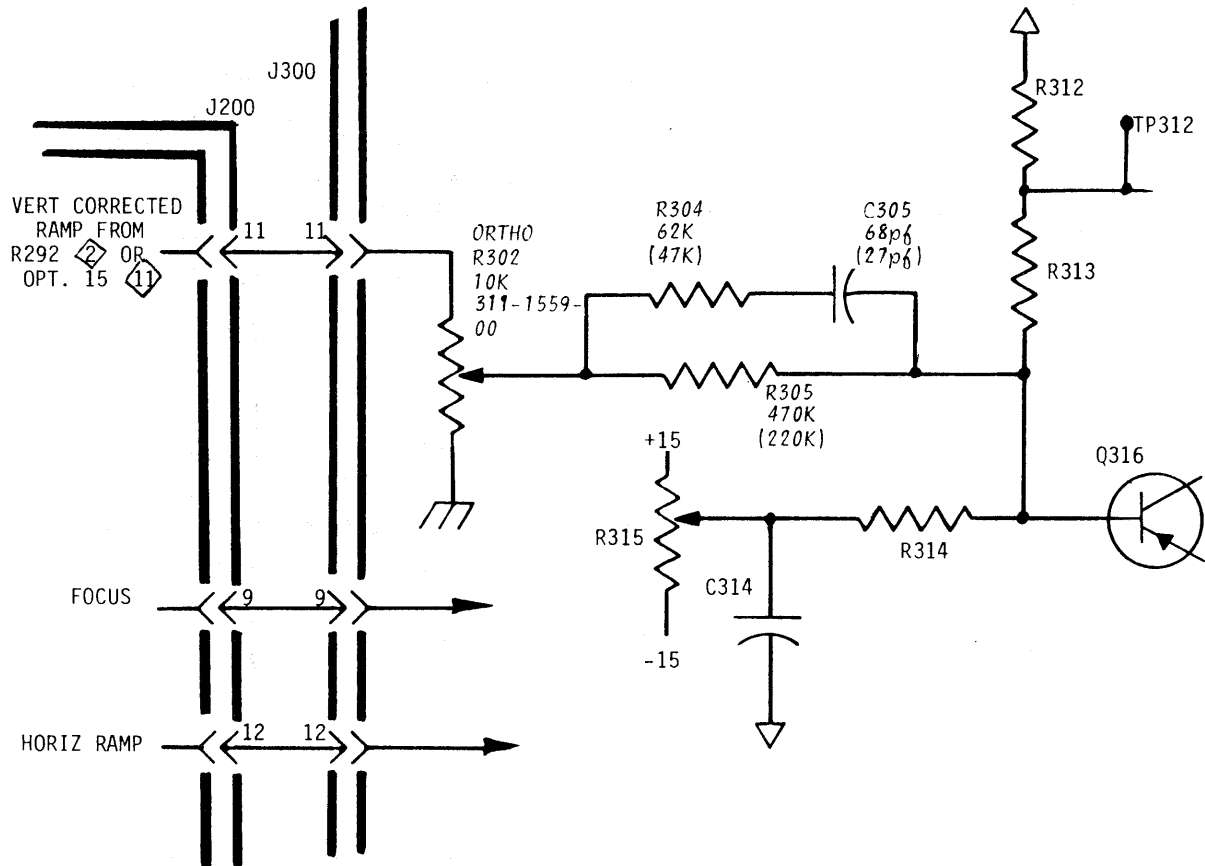 J300
J200
R312
TP312
VERT CORRECTED
RAMP FROM
R292 2 OR
OPT. 15 11
11 11
ORTHO
R302
10K
311-1559-
00
R304
62K
(47K)
C305
68pf
(27pf)
R313
R305
470K
(220K)
+15
R315
-15
C314
R314
Q316
FOCUS
9 9
HORIZ RAMP
12 12